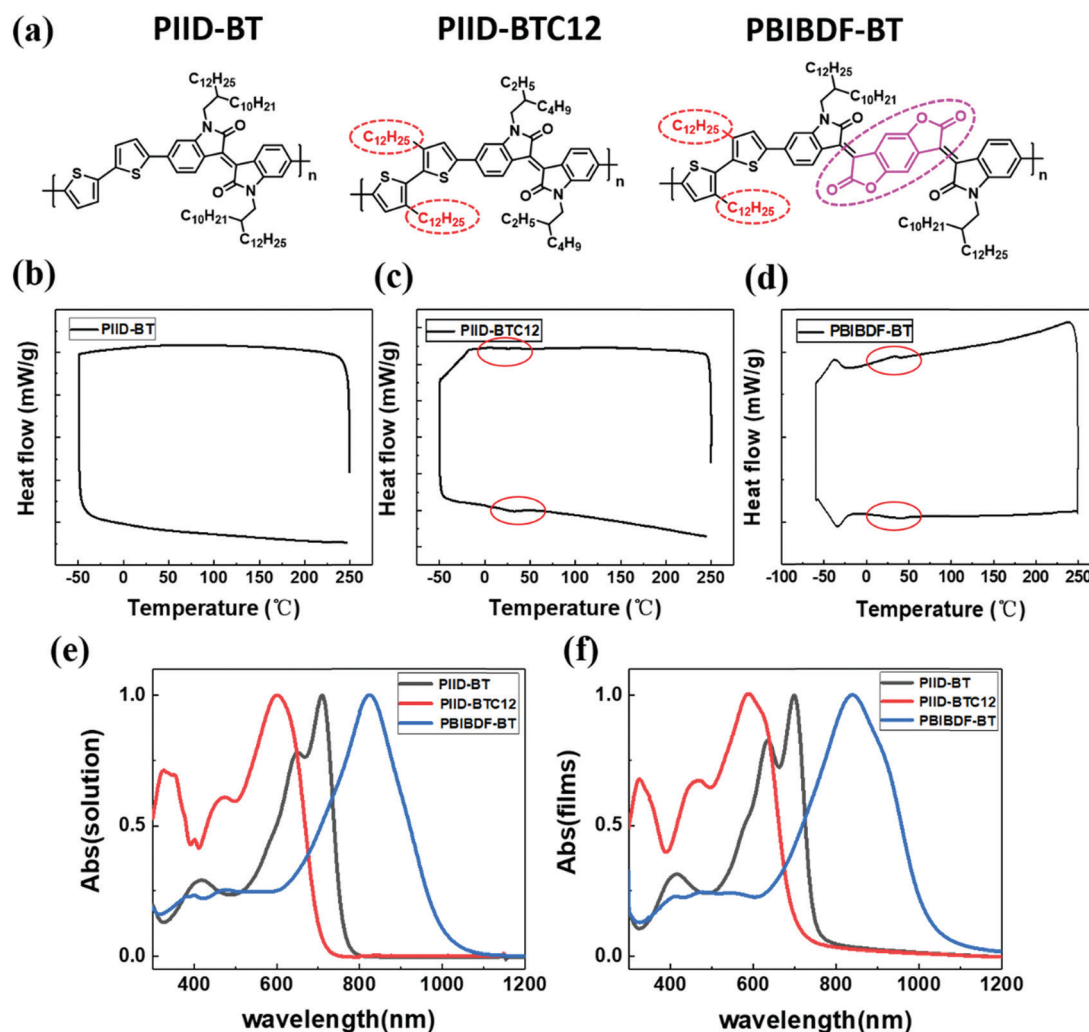 (a)
PIID-BT
PIID-BTC12
PBIBDF-BT
C12H25
C10H21
N
O
S
S
O
N
n
C10H21
C12H25
C2H5
C4H9
C12H25
N
O
S
S
O
N
n
C12H25
C2H5
C4H9
C12H25
C10H21
C12H25
N
O
O
O
S
S
O
O
O
N
n
C12H25
C10H21
C12H25
(b)
(c)
(d)
PIID-BT
Heat flow (mW/g)
-50 0 50 100 150 200 250
Temperature (℃)
PIID-BTC12
Heat flow (mW/g)
-50 0 50 100 150 200 250
Temperature (℃)
PBIBDF-BT
Heat flow (mW/g)
-100 -50 0 50 100 150 200 250
Temperature (℃)
(e)
(f)
PIID-BT
PIID-BTC12
PBIBDF-BT
Abs(solution)
1.0
0.5
0.0
400 600 800 1000 1200
wavelength(nm)
PIID-BT
PIID-BTC12
PBIBDF-BT
Abs(films)
1.0
0.5
0.0
400 600 800 1000 1200
wavelength(nm)